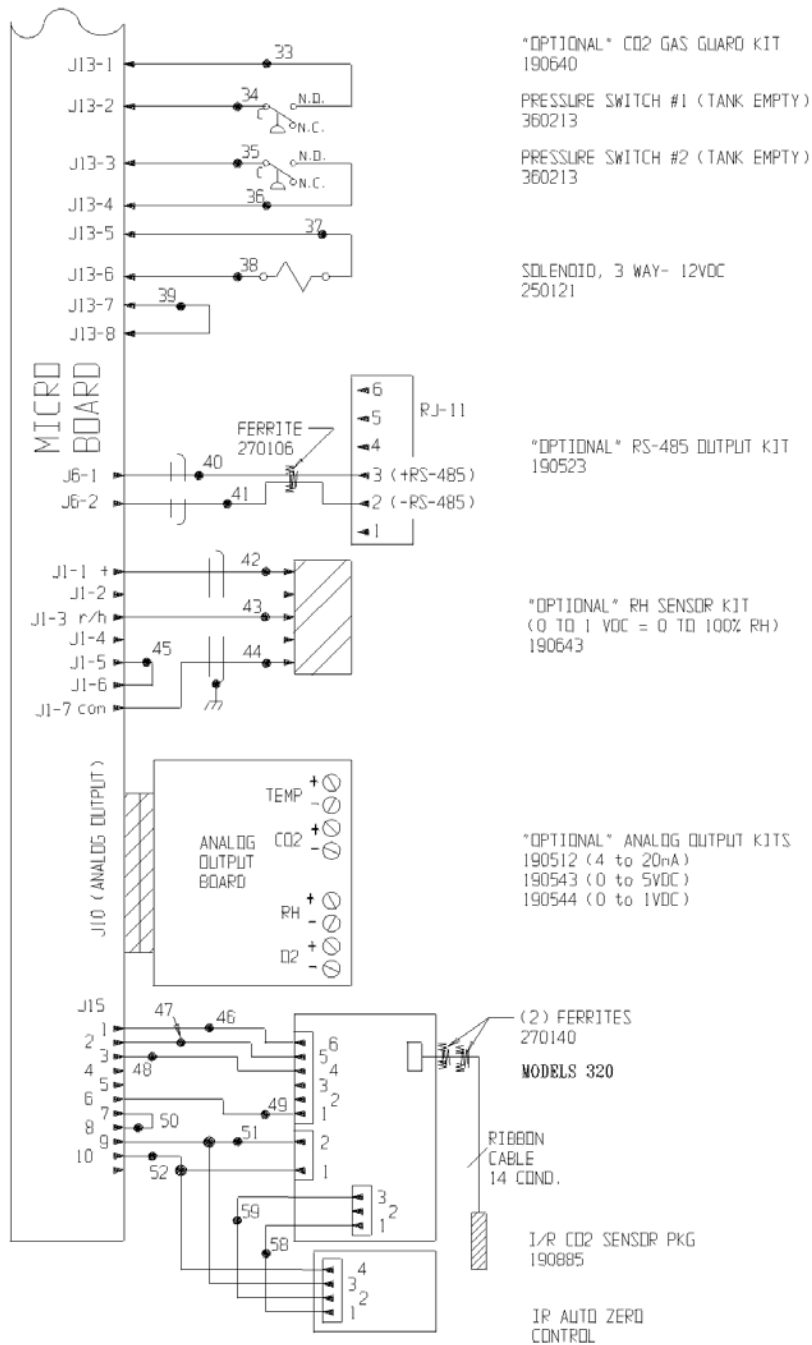 J13-1
33
"OPTIONAL" CO2 GAS GUARD KIT
190640
J13-2
34
C
N.O.
N.C.
PRESSURE SWITCH #1 (TANK EMPTY)
360213
J13-3
35
C
N.O.
N.C.
PRESSURE SWITCH #2 (TANK EMPTY)
360213
J13-4
36
J13-5
37
J13-6
38
SOLENOID, 3 WAY- 12VDC
250121
J13-7
39
J13-8
MICRO
BOARD
6
5
4
RJ-11
FERRITE
270106
J6-1
40
3 (+RS-485)
J6-2
41
2 (-RS-485)
1
"OPTIONAL" RS-485 OUTPUT KIT
190523
J1-1 +
42
J1-2
J1-3 r/h
43
J1-4
J1-5
45
J1-6
44
J1-7 com
"OPTIONAL" RH SENSOR KIT
(0 TO 1 VDC = 0 TO 100% RH)
190643
J10 (ANALOG OUTPUT)
ANALOG
OUTPUT
BOARD
TEMP
+
-
CO2
+
-
RH
+
-
O2
+
-
"OPTIONAL" ANALOG OUTPUT KITS
190512 (4 to 20mA)
190543 (0 to 5VDC)
190544 (0 to 1VDC)
J15
1
2
3
4
5
6
7
8
9
10
47
46
48
49
50
51
52
6
5
4
3
2
1
2
1
3
2
1
59
58
4
3
2
1
(2) FERRITES
270140
MODELS 320
RIBBON
CABLE
14 COND.
I/R CO2 SENSOR PKG
190885
IR AUTO ZERO
CONTROL